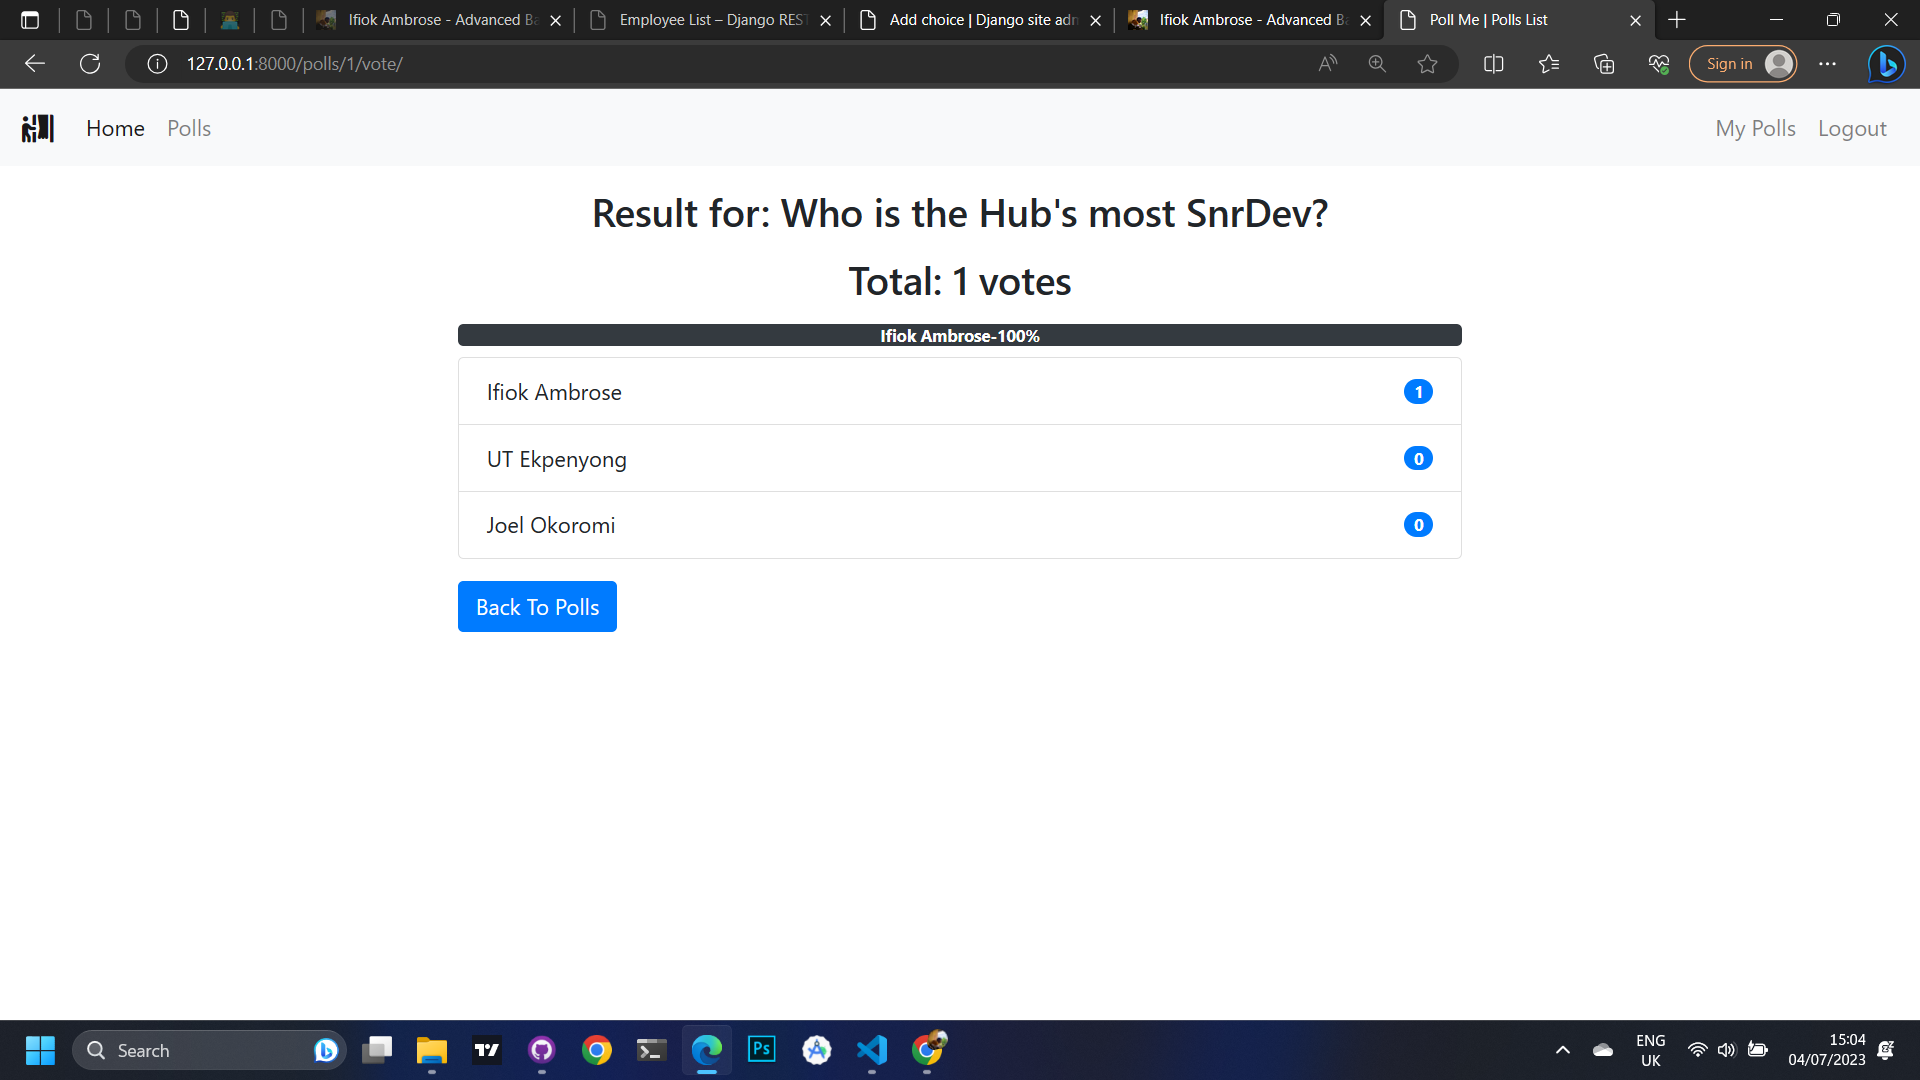 Ifiok Ambrose - Advanced Ba
Employee List – Django REST
Add choice | Django site adm
Ifiok Ambrose - Advanced Ba
Poll Me | Polls List
127.0.0.1:8000/polls/1/vote/
Sign in
Home
Polls
My Polls
Logout
Result for: Who is the Hub's most SnrDev?
Total: 1 votes
Ifiok Ambrose-100%
Ifiok Ambrose
1
UT Ekpenyong
0
Joel Okoromi
0
Back To Polls
Search
Ps
ENG
UK
15:04
04/07/2023